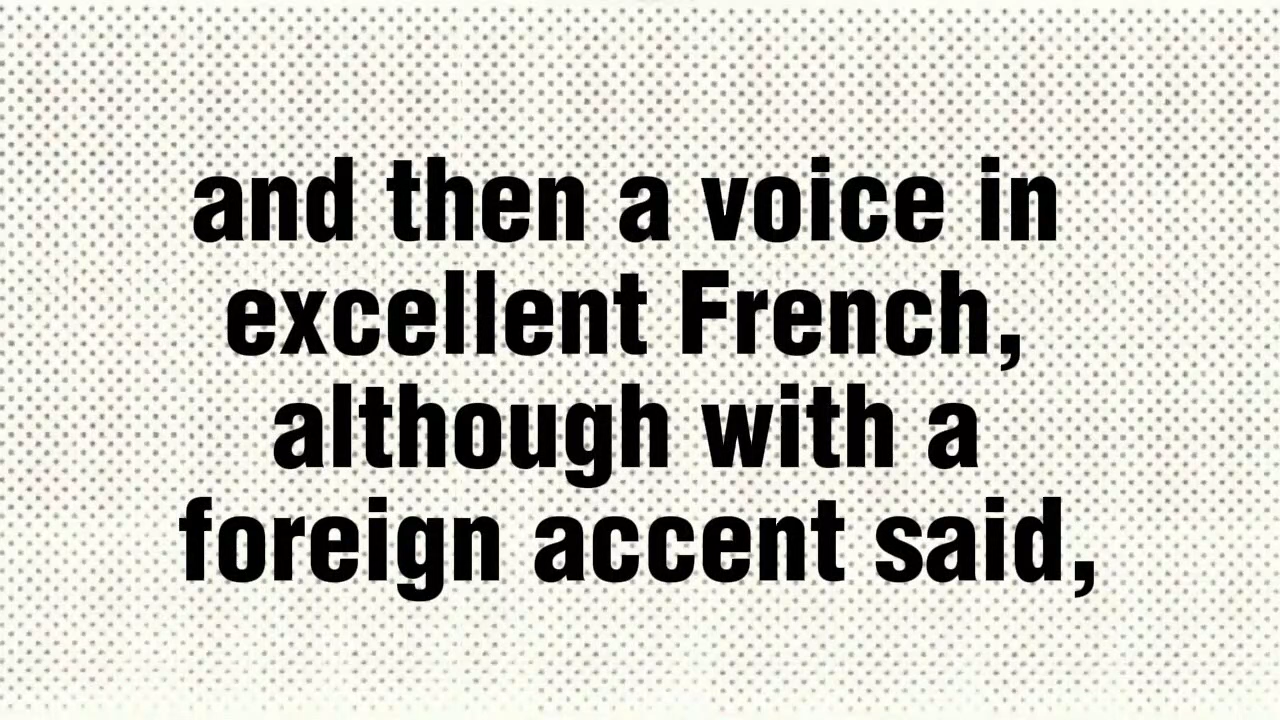 and then a voice in
excellent French,
although with a
foreign accent said,